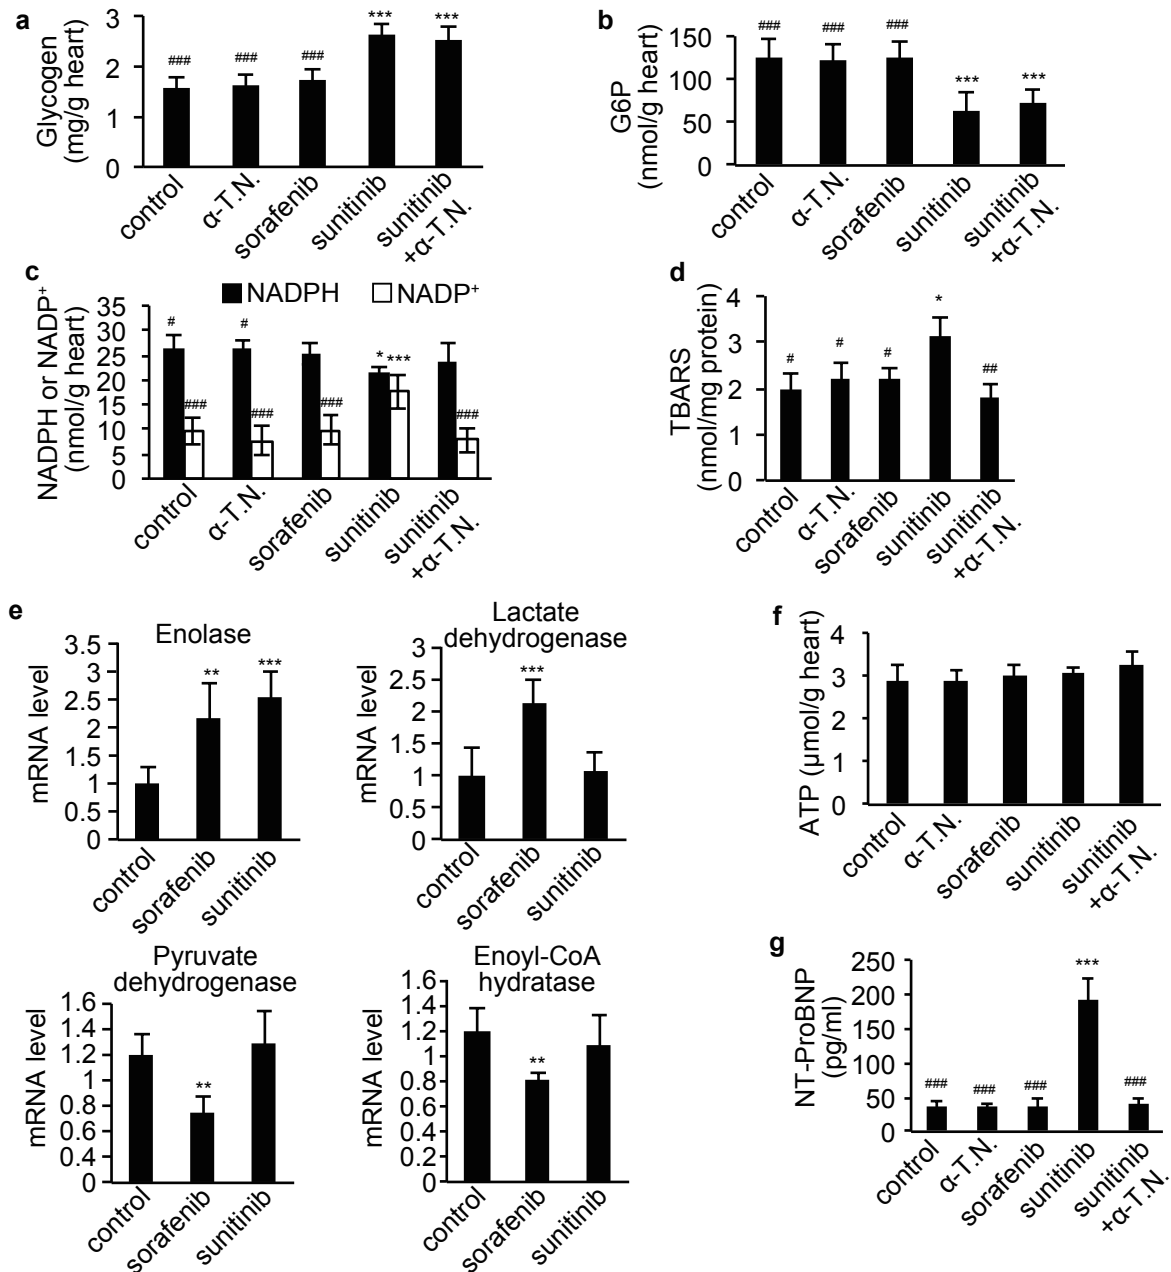 a
Glycogen
(mg/g heart)
3
2
1
0
###
###
###
***
***
control
α-T.N.
sorafenib
sunitinib
sunitinib
+α-T.N.
b
G6P
(nmol/g heart)
150
100
50
0
###
###
###
***
***
control
α-T.N.
sorafenib
sunitinib
sunitinib
+α-T.N.
c
NADPH NADP+
NADPH or NADP+
(nmol/g heart)
35
30
25
20
15
10
5
0
#
###
#
###
###
*
***
###
control
α-T.N.
sorafenib
sunitinib
sunitinib
+α-T.N.
d
TBARS
(nmol/mg protein)
4
3
2
1
0
#
#
#
*
##
control
α-T.N.
sorafenib
sunitinib
sunitinib
+α-T.N.
e
Enolase
mRNA level
3.5
3
2.5
2
1.5
1
0.5
0
**
***
control
sorafenib
sunitinib
Lactate
dehydrogenase
mRNA level
3
2.5
2
1.5
1
0.5
0
***
control
sorafenib
sunitinib
Pyruvate
dehydrogenase
mRNA level
1.6
1.4
1.2
1
0.8
0.6
0.4
0.2
0
**
control
sorafenib
sunitinib
Enoyl-CoA
hydratase
mRNA level
1.6
1.4
1.2
1
0.8
0.6
0.4
0.2
0
**
control
sorafenib
sunitinib
f
ATP (μmol/g heart)
4
3
2
1
0
control
α-T.N.
sorafenib
sunitinib
sunitinib
+α-T.N.
g
NT-ProBNP
(pg/ml)
250
200
150
100
50
0
###
###
###
***
###
control
α-T.N.
sorafenib
sunitinib
sunitinib
+α-T.N.